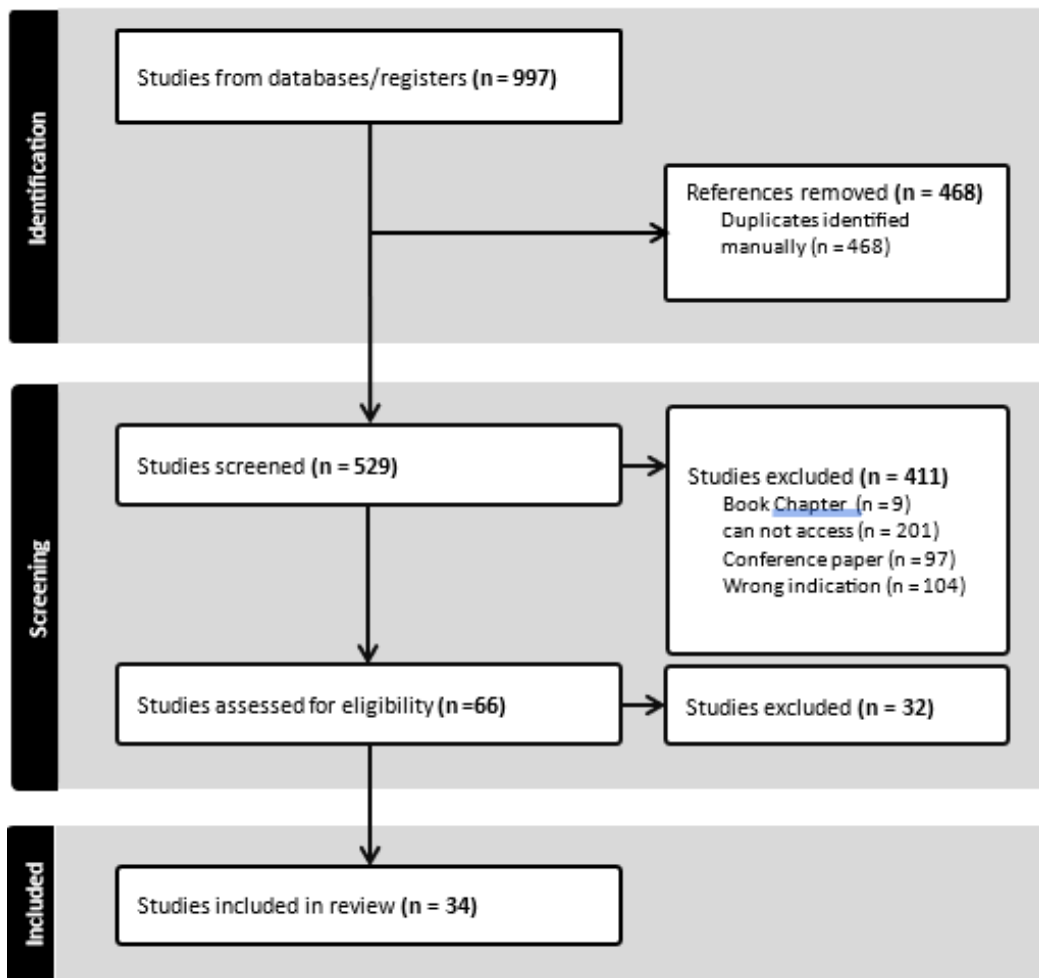 Identification
Studies from databases/registers (n = 997)
References removed (n = 468)
Duplicates identified
manually (n = 468)
Screening
Studies screened (n = 529)
Studies excluded (n = 411)
Book Chapter (n = 9)
can not access (n = 201)
Conference paper (n = 97)
Wrong indication (n = 104)
Studies assessed for eligibility (n =66)
Studies excluded (n = 32)
Included
Studies included in review (n = 34)